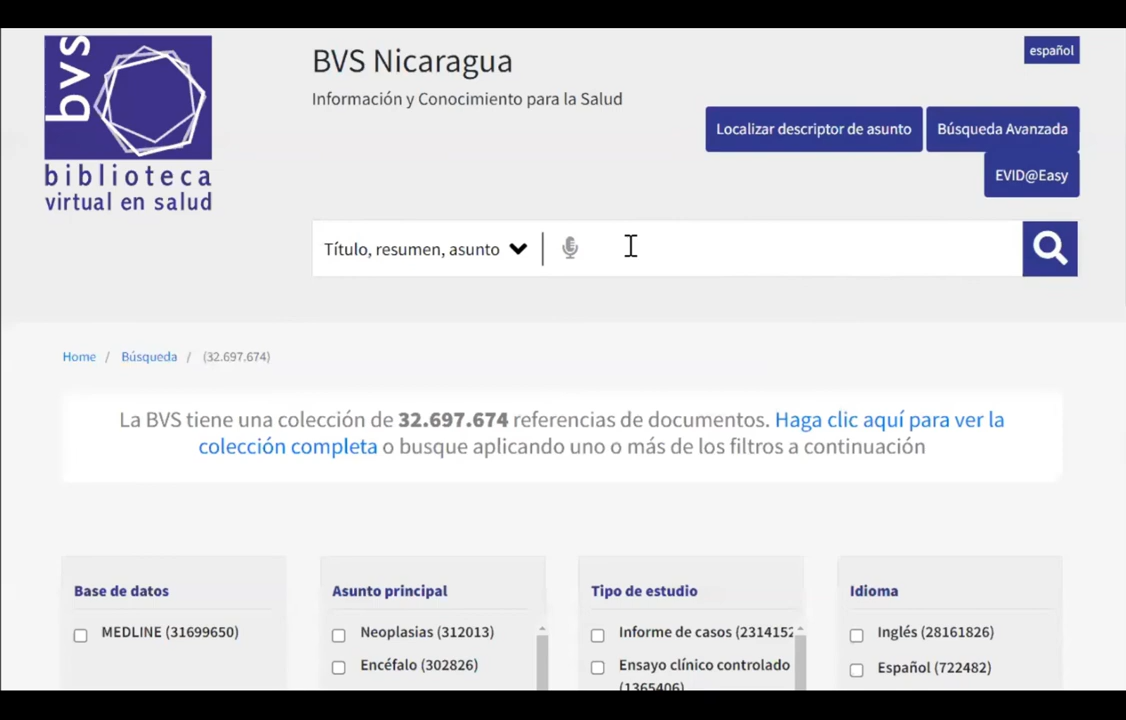 bvs
biblioteca
virtual en salud
BVS Nicaragua
Información y Conocimiento para la Salud
español
Localizar descriptor de asunto
Búsqueda Avanzada
EVID@Easy
Título, resumen, asunto
Home / Búsqueda / (32.697.674)
La BVS tiene una colección de 32.697.674 referencias de documentos. Haga clic aquí para ver la
colección completa o busque aplicando uno o más de los filtros a continuación
Base de datos
MEDLINE (31699650)
Asunto principal
Neoplasias (312013)
Encéfalo (302826)
Tipo de estudio
Informe de casos (2314152
Ensayo clínico controlado
(1365406)
Idioma
Inglés (28161826)
Español (722482)